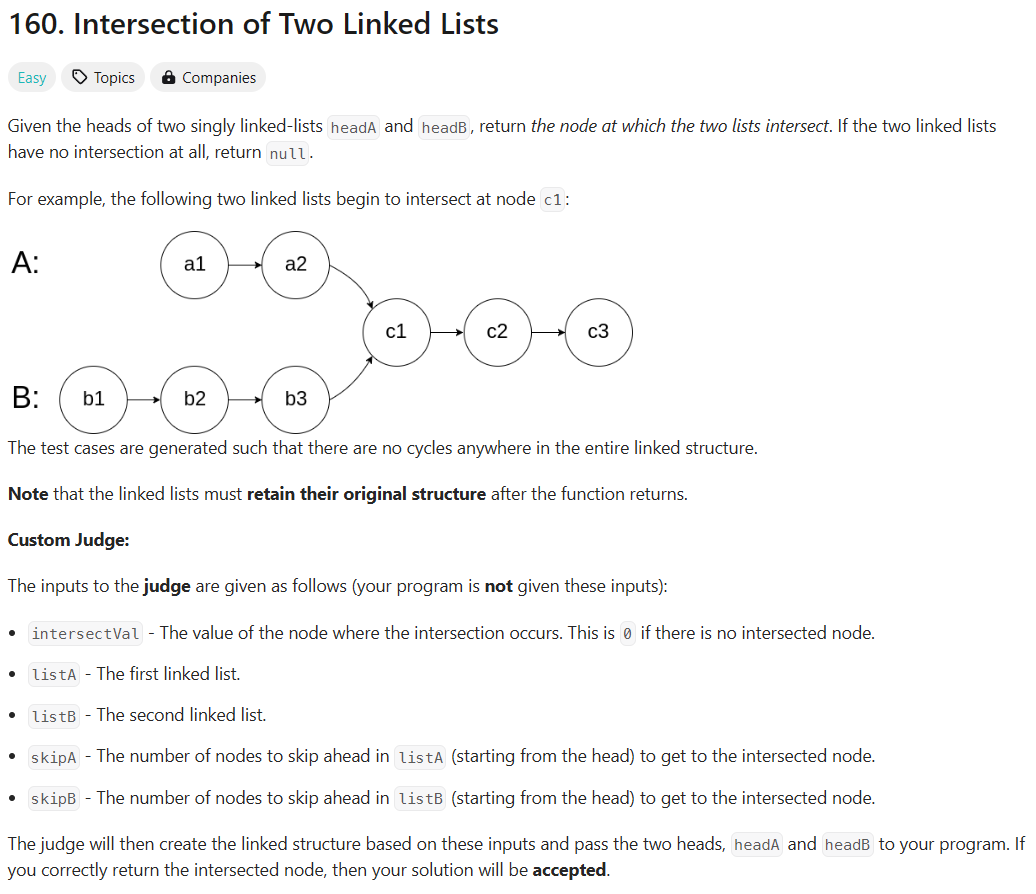 160. Intersection of Two Linked Lists
Easy Topics Companies
Given the heads of two singly linked-lists headA and headB, return the node at which the two lists intersect. If the two linked lists
have no intersection at all, return null.
For example, the following two linked lists begin to intersect at node c1:
A: a1 a2
c1 c2 c3
B: b1 b2 b3
The test cases are generated such that there are no cycles anywhere in the entire linked structure.
Note that the linked lists must retain their original structure after the function returns.
Custom Judge:
The inputs to the judge are given as follows (your program is not given these inputs):
• intersectVal - The value of the node where the intersection occurs. This is 0 if there is no intersected node.
• listA - The first linked list.
• listB - The second linked list.
• skipA - The number of nodes to skip ahead in listA (starting from the head) to get to the intersected node.
• skipB - The number of nodes to skip ahead in listB (starting from the head) to get to the intersected node.
The judge will then create the linked structure based on these inputs and pass the two heads, headA and headB to your program. If
you correctly return the intersected node, then your solution will be accepted.